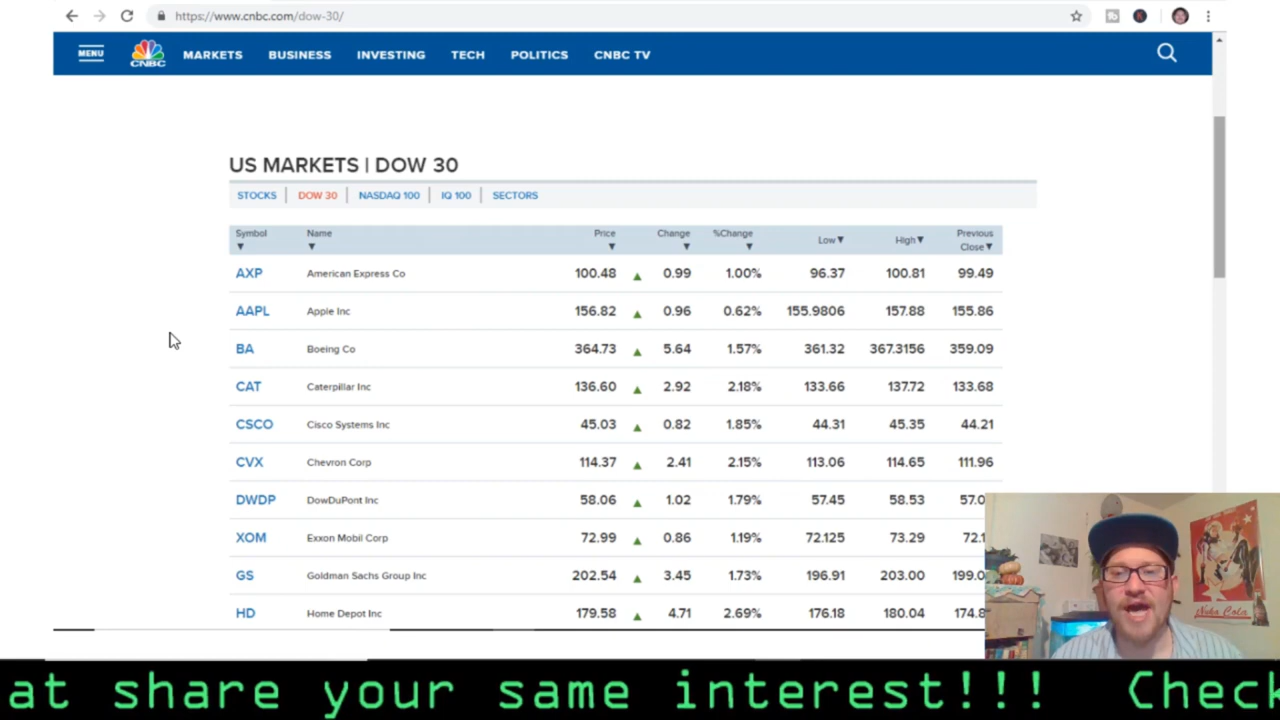 https://www.cnbc.com/dow-30/
MENU CNBC MARKETS BUSINESS INVESTING TECH POLITICS CNBC TV
US MARKETS | DOW 30
STOCKS | DOW 30 | NASDAQ 100 | IQ 100 | SECTORS
Symbol Name Price Change %Change Low High Previous Close
AXP American Express Co 100.48 0.99 1.00% 96.37 100.81 99.49
AAPL Apple Inc 156.82 0.96 0.62% 155.9806 157.88 155.86
BA Boeing Co 364.73 5.64 1.57% 361.32 367.3156 359.09
CAT Caterpillar Inc 136.60 2.92 2.18% 133.66 137.72 133.68
CSCO Cisco Systems Inc 45.03 0.82 1.85% 44.31 45.35 44.21
CVX Chevron Corp 114.37 2.41 2.15% 113.06 114.65 111.96
DWDP DowDuPont Inc 58.06 1.02 1.79% 57.45 58.53 57.0
XOM Exxon Mobil Corp 72.99 0.86 1.19% 72.125 73.29 72.1
GS Goldman Sachs Group Inc 202.54 3.45 1.73% 196.91 203.00 199.0
HD Home Depot Inc 179.58 4.71 2.69% 176.18 180.04 174.8
Nuka Cola
at share your same interest!!! Check